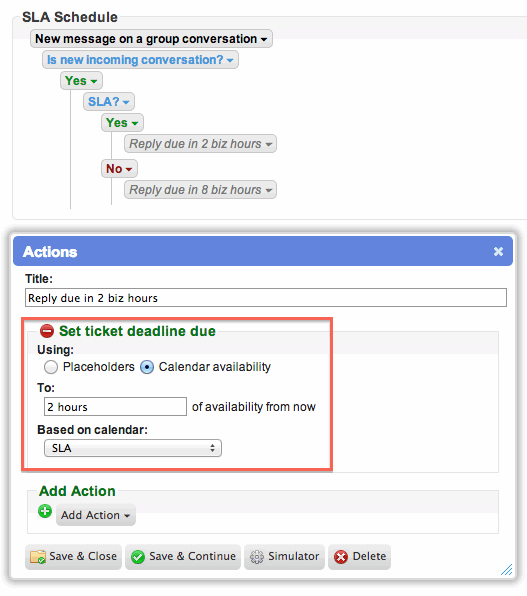 SLA Schedule
New message on a group conversation
Is new incoming conversation?
Yes
SLA?
Yes
Reply due in 2 biz hours
No
Reply due in 8 biz hours
Actions
Title:
Reply due in 2 biz hours
Set ticket deadline due
Using:
Placeholders Calendar availability
To:
2 hours of availability from now
Based on calendar:
SLA
Add Action
Add Action
Save & Close Save & Continue Simulator Delete